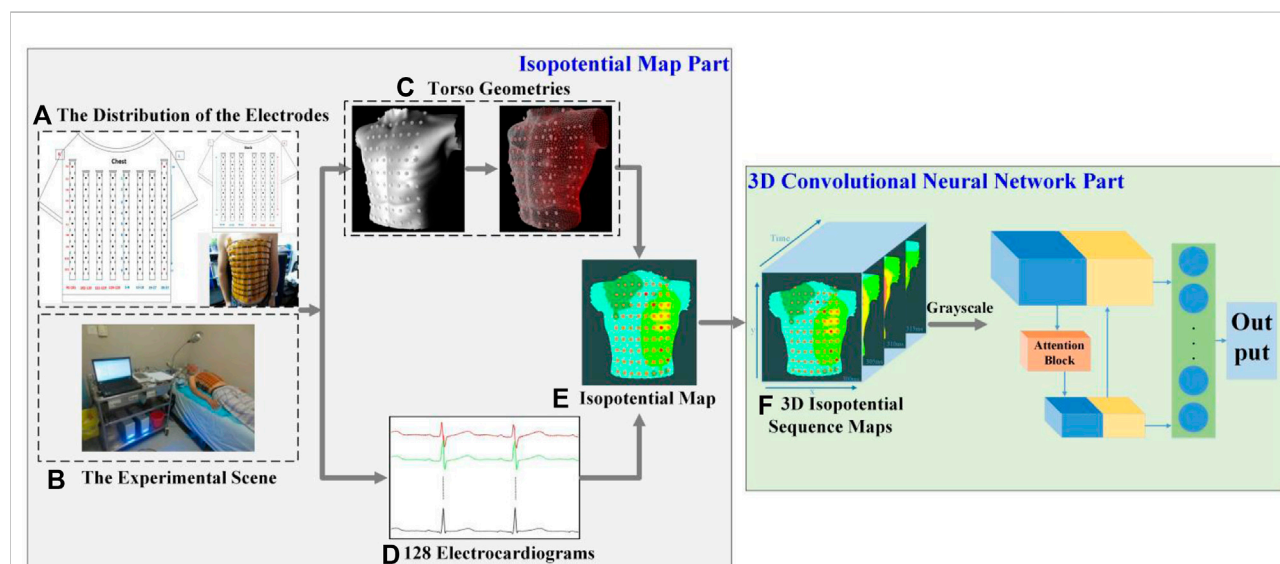 Isopotential Map Part
C Torso Geometries
A The Distribution of the Electrodes
Chest
3D Convolutional Neural Network Part
Time
Grayscale
Attention
Block
Out
put
E Isopotential Map
F 3D Isopotential
Sequence Maps
B The Experimental Scene
D 128 Electrocardiograms